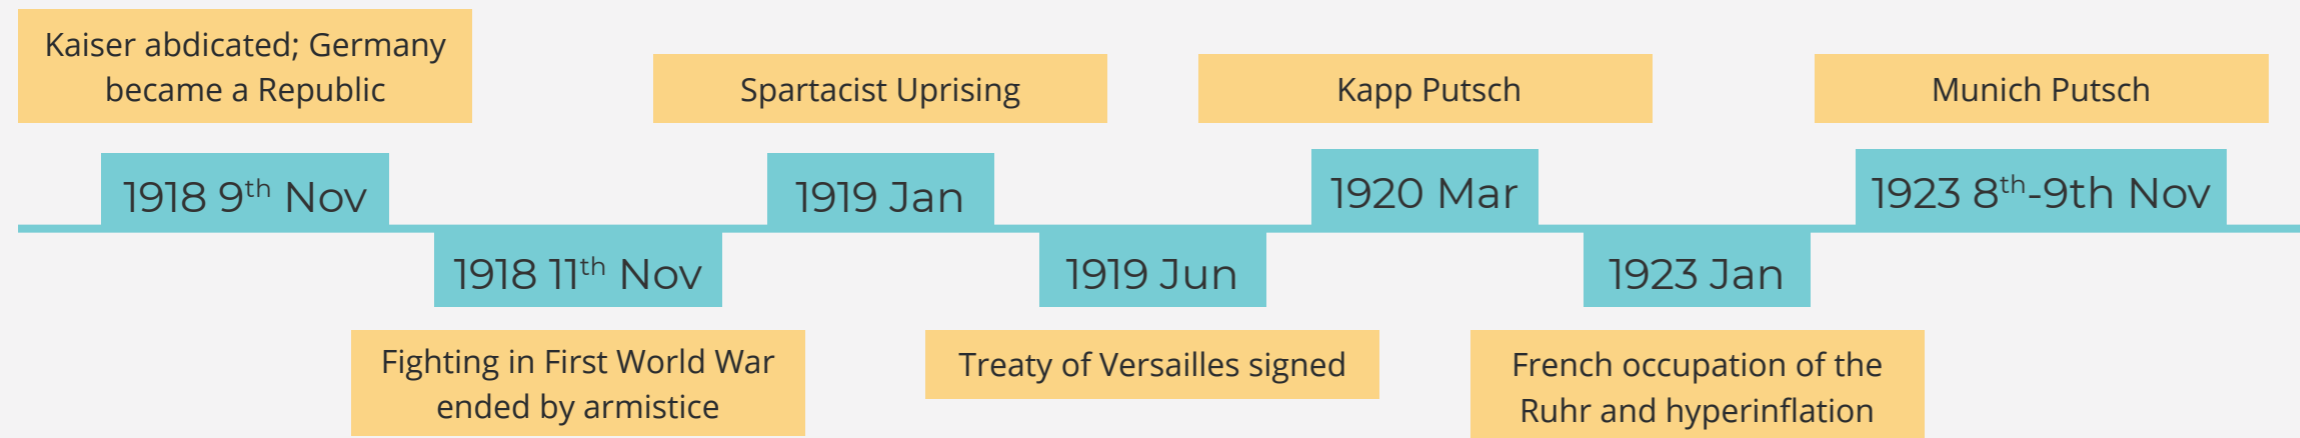 Kaiser abdicated; Germany
became a Republic
1918 9th Nov
1918 11th Nov
Fighting in First World War
ended by armistice
Spartacist Uprising
1919 Jan
1919 Jun
Treaty of Versailles signed
Kapp Putsch
1920 Mar
1923 Jan
French occupation of the
Ruhr and hyperinflation
Munich Putsch
1923 8th-9th Nov